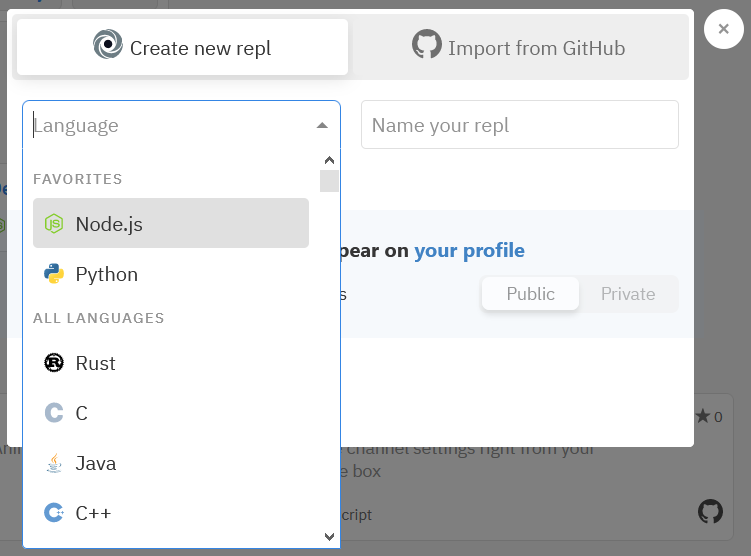 Create new repl
Import from GitHub
Language
Name your repl
FAVORITES
Node.js
Python
ALL LANGUAGES
Rust
C
Java
C++
pear on your profile
s
Public
Private
0
channel settings right from your
box
cript